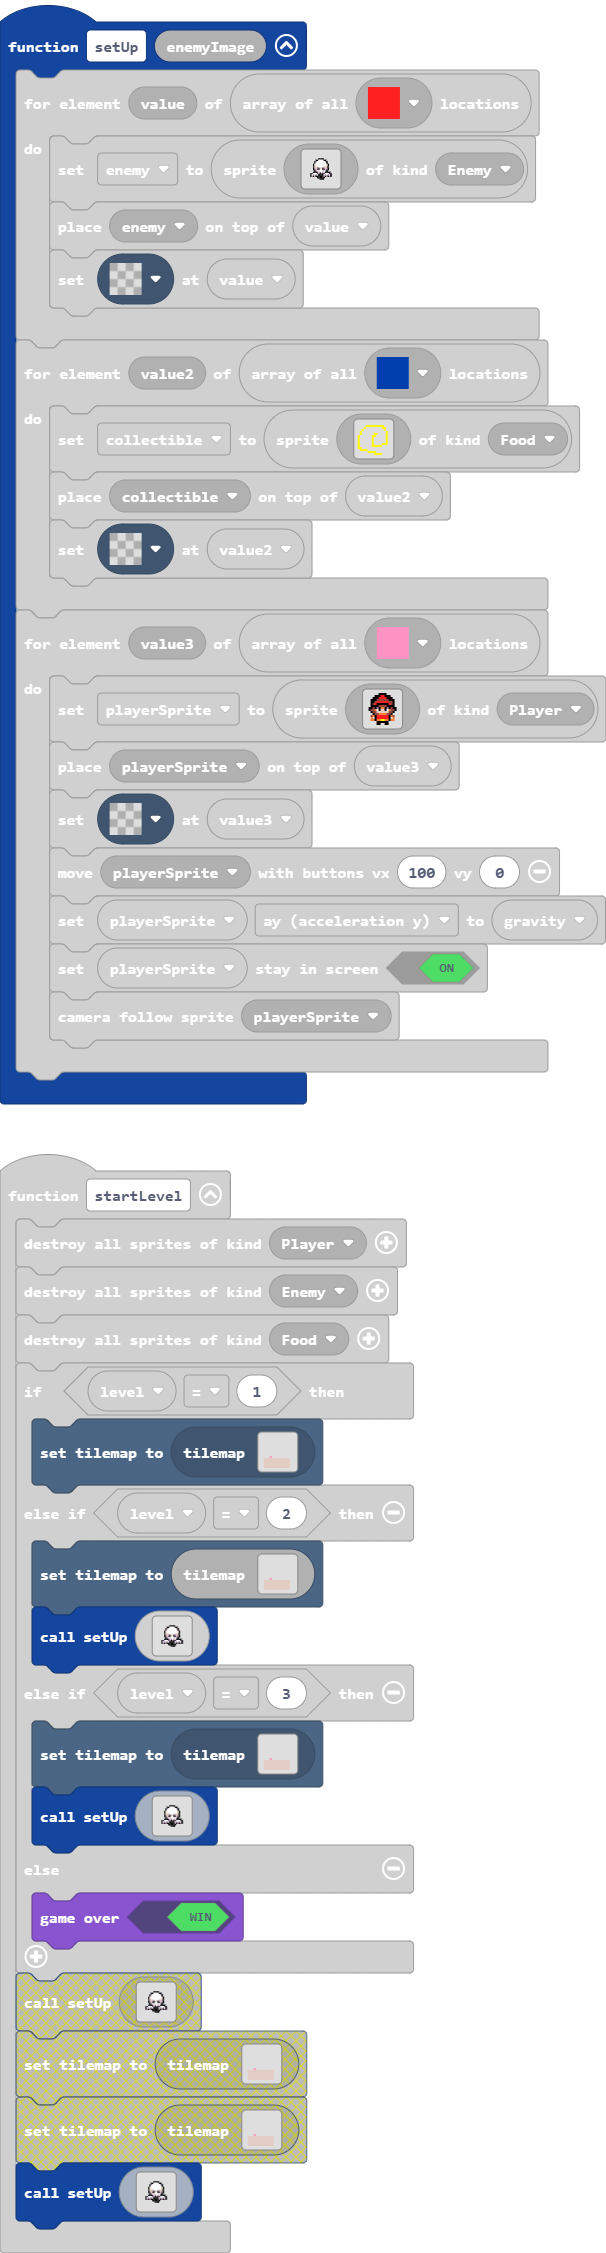 function setUp enemyImage
for element value of array of all locations
do
set enemy to sprite of kind Enemy
place enemy on top of value
set at value
for element value2 of array of all locations
do
set collectible to sprite of kind Food
place collectible on top of value2
set at value2
for element value3 of array of all locations
do
set playerSprite to sprite of kind Player
place playerSprite on top of value3
set at value3
move playerSprite with buttons vx 100 vy 0
set playerSprite ay (acceleration y) to gravity
set playerSprite stay in screen ON
camera follow sprite playerSprite
function startLevel
destroy all sprites of kind Player
destroy all sprites of kind Enemy
destroy all sprites of kind Food
if level = 1 then
set tilemap to tilemap
else if level = 2 then
set tilemap to tilemap
call setUp
else if level = 3 then
set tilemap to tilemap
call setUp
else
game over WIN
call setUp
set tilemap to tilemap
set tilemap to tilemap
call setUp